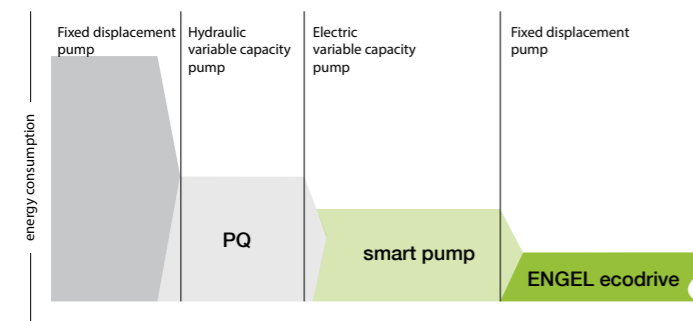 Fixed displacement
pump
Hydraulic
variable capacity
pump
Electric
variable capacity
pump
Fixed displacement
pump
energy consumption
PQ
smart pump
ENGEL ecodrive